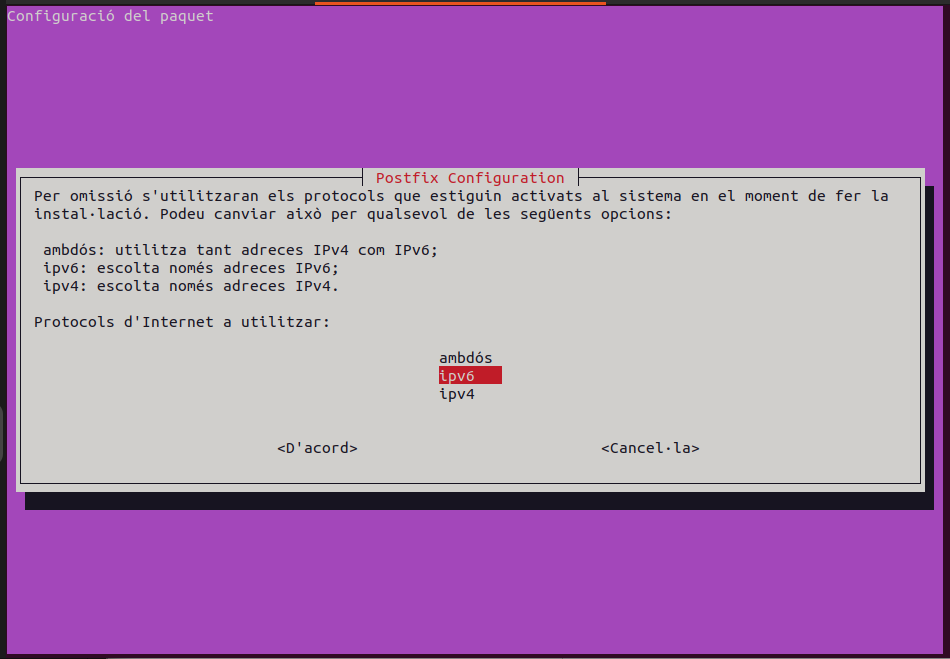 Configuració del paquet
Postfix Configuration
Per omissió s'utilitzaran els protocols que estiguin activats al sistema en el moment de fer la
instal·lació. Podeu canviar això per qualsevol de les següents opcions:
ambdós: utilitza tant adreces IPv4 com IPv6;
ipv6: escolta només adreces IPv6;
ipv4: escolta només adreces IPv4.
Protocols d'Internet a utilitzar:
ambdós
ipv6
ipv4
<D'acord> <Cancel·la>